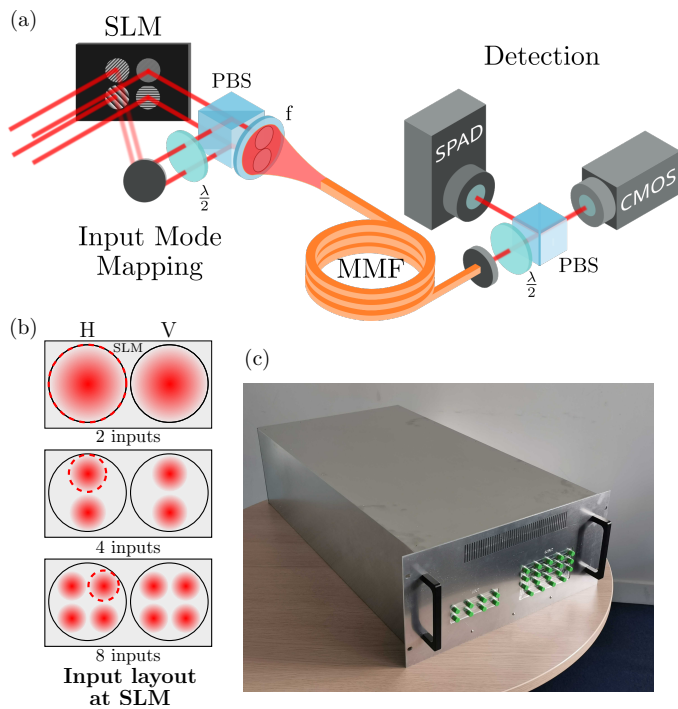 (a)
SLM
PBS
f
λ/2
Input Mode
Mapping
MMF
Detection
SPAD
CMOS
λ/2
PBS
(b)
H V
SLM
2 inputs
4 inputs
8 inputs
Input layout
at SLM
(c)